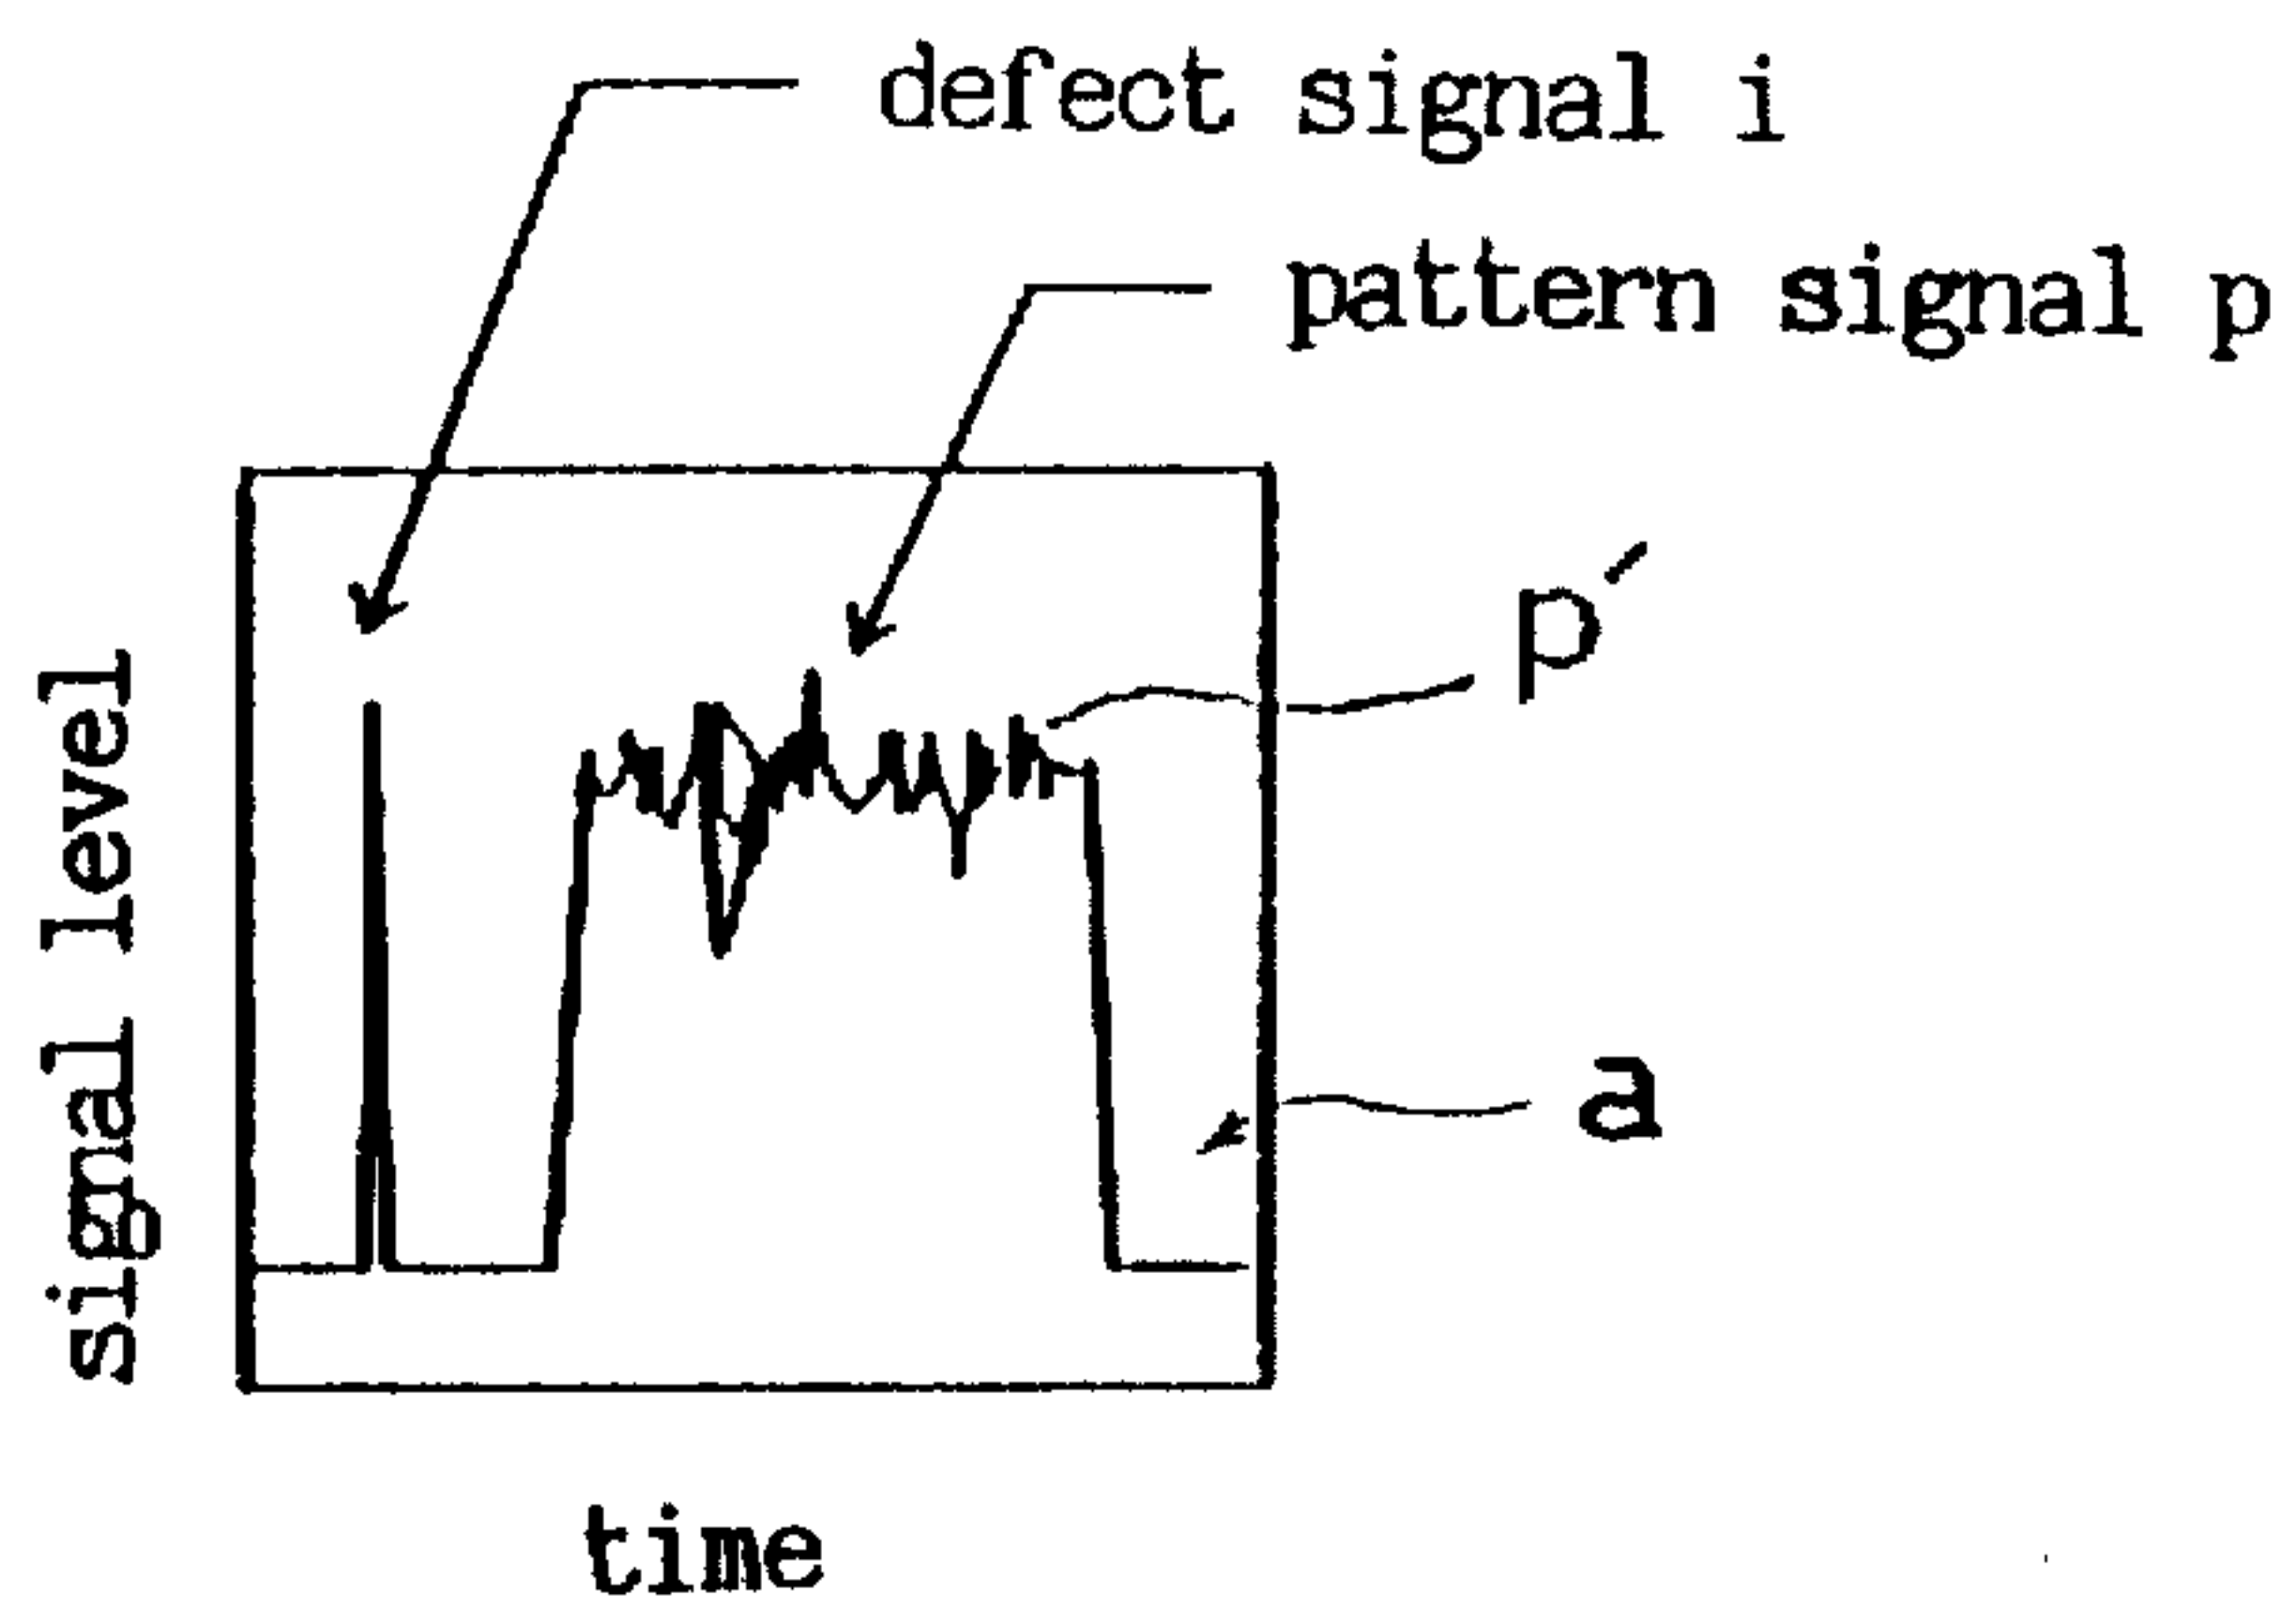 defect signal i
pattern signal p
p′
signal level
a
time